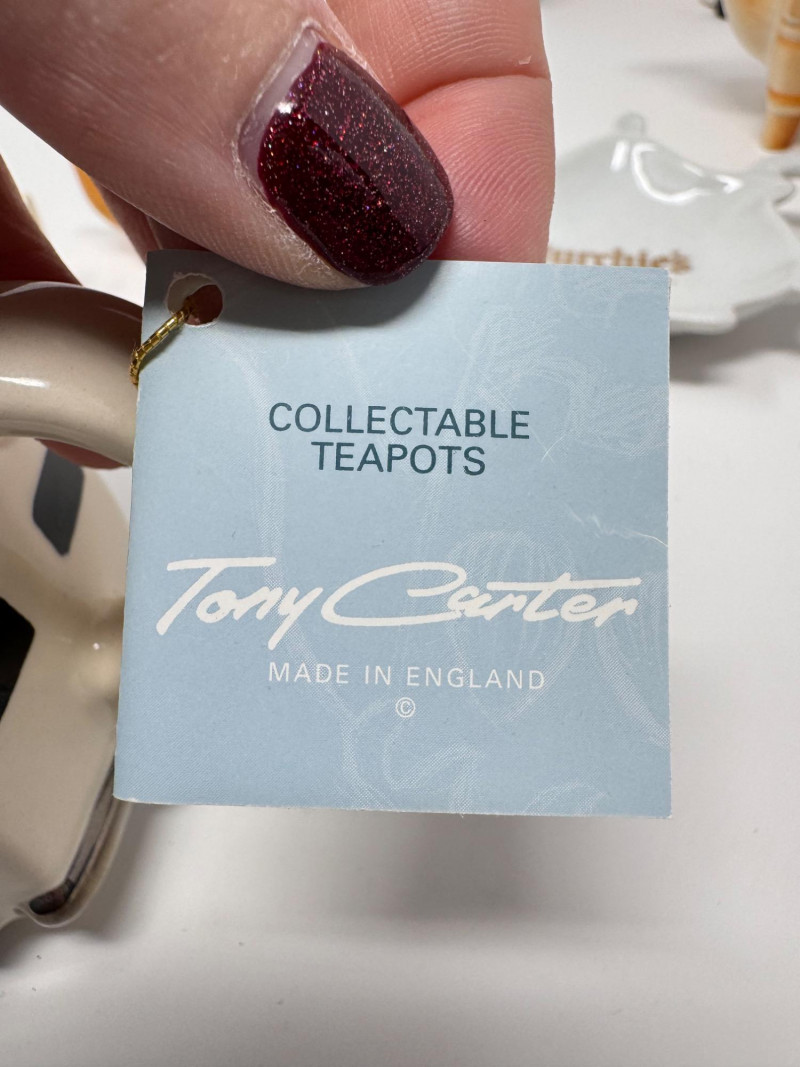 COLLECTABLE
TEAPOTS
Tony Carter
MADE IN ENGLAND
©